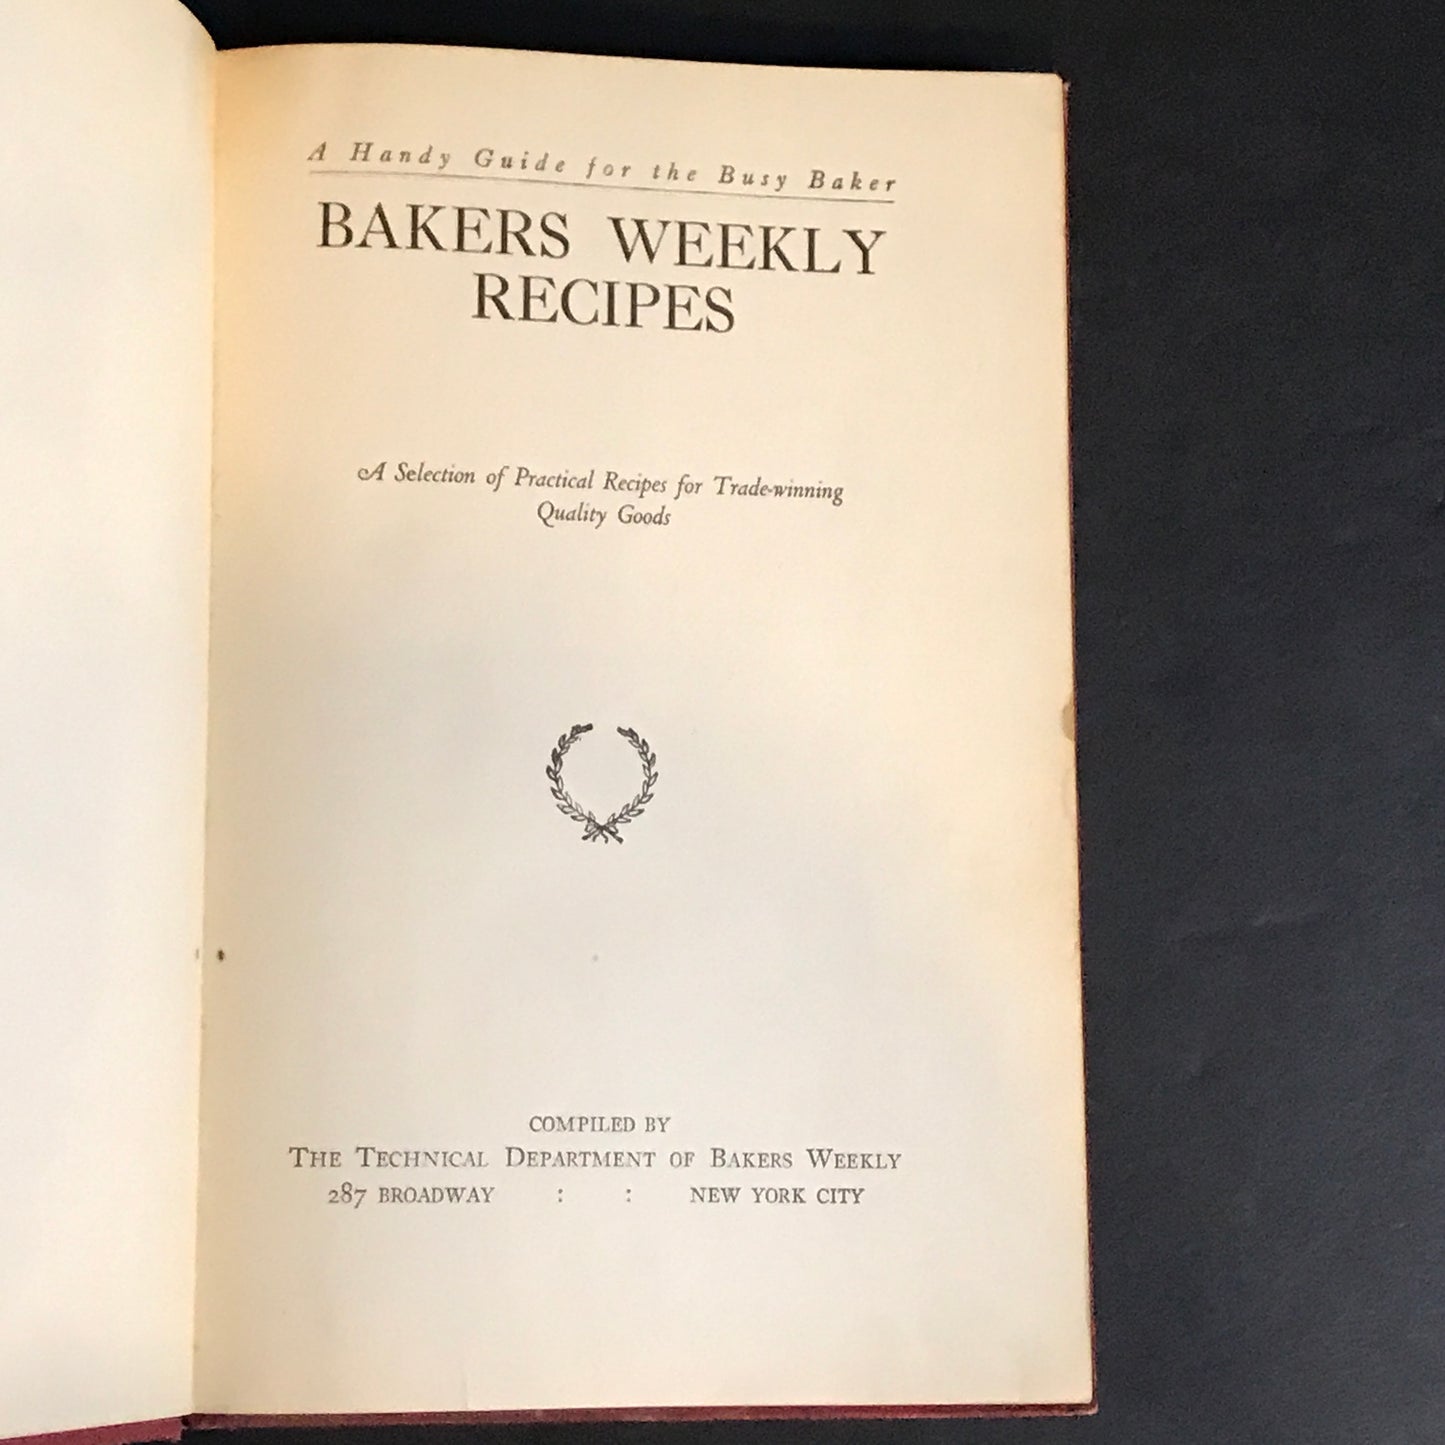 A Handy Guide for the Busy Baker
BAKERS WEEKLY
RECIPES
A Selection of Practical Recipes for Trade-winning
Quality Goods
COMPILED BY
THE TECHNICAL DEPARTMENT OF BAKERS WEEKLY
287 BROADWAY : : NEW YORK CITY